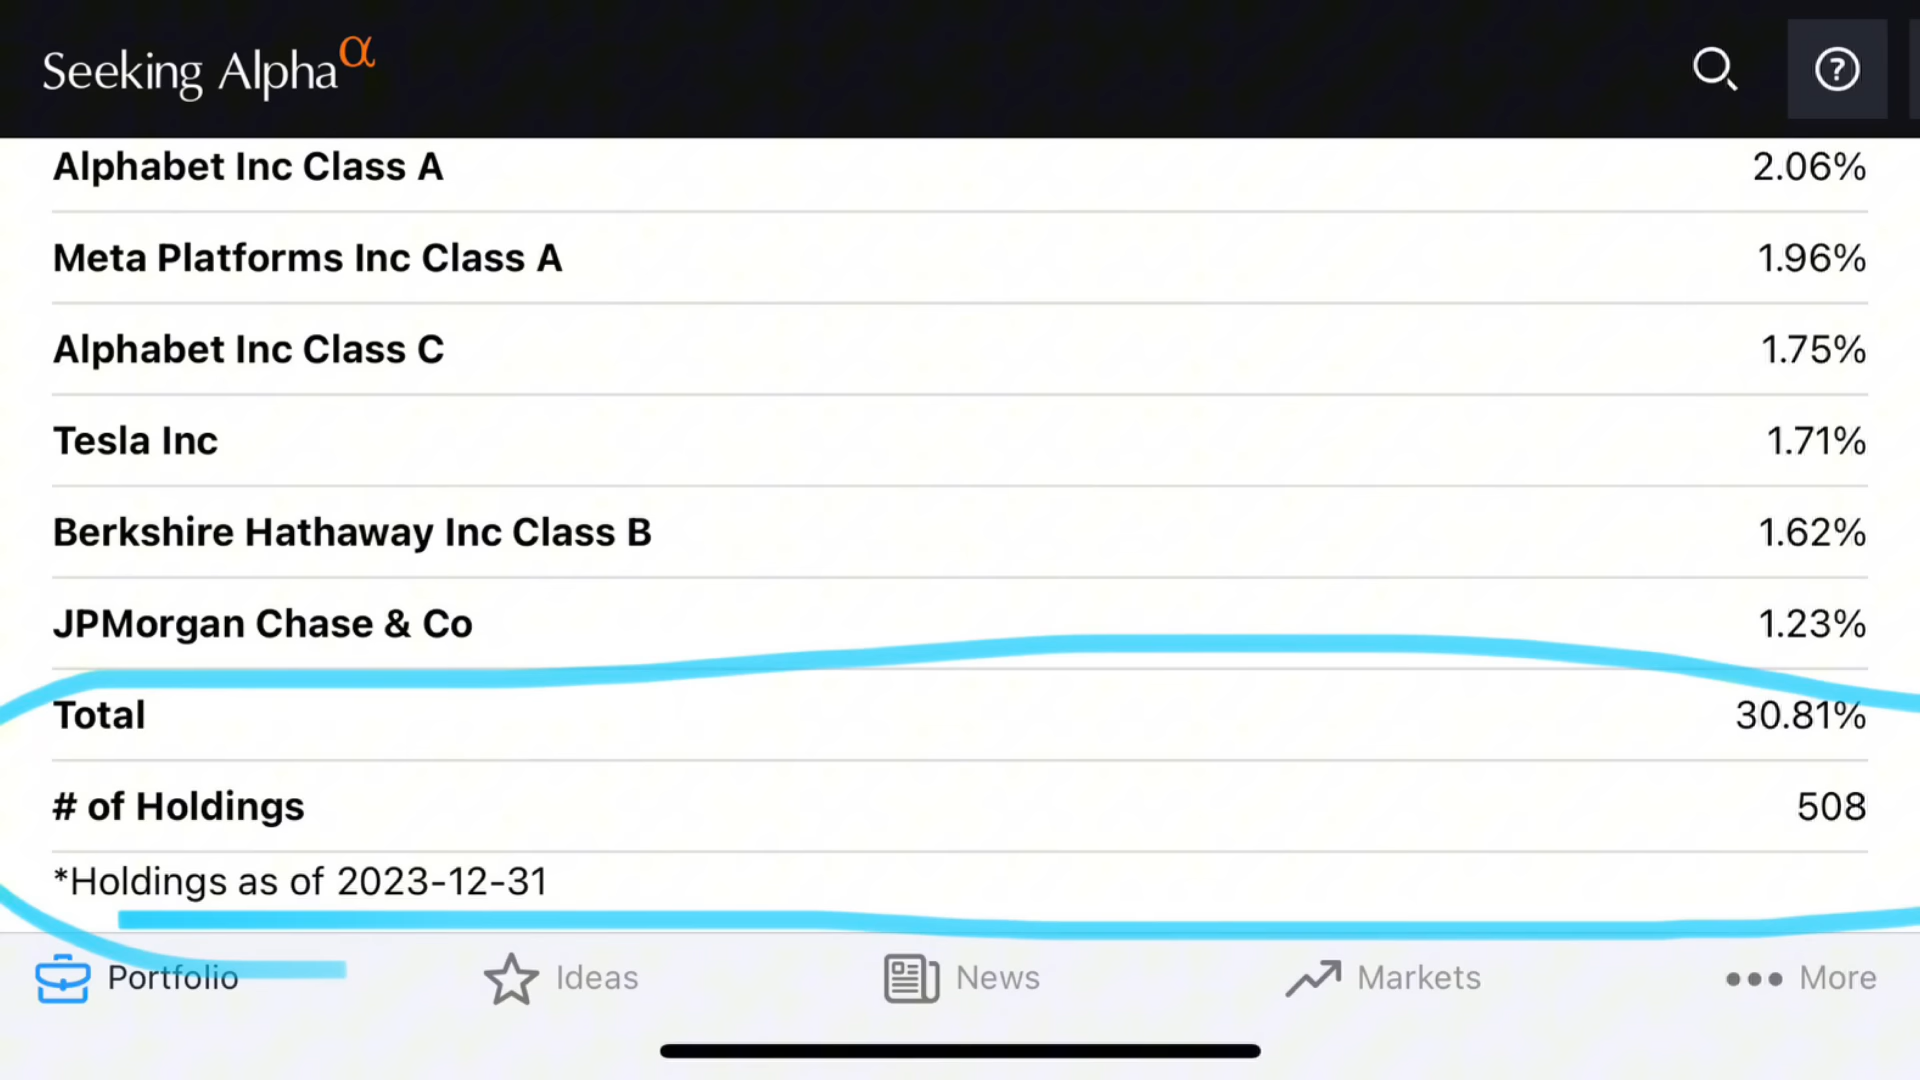 Seeking Alpha α
Alphabet Inc Class A 2.06%
Meta Platforms Inc Class A 1.96%
Alphabet Inc Class C 1.75%
Tesla Inc 1.71%
Berkshire Hathaway Inc Class B 1.62%
JPMorgan Chase & Co 1.23%
Total 30.81%
# of Holdings 508
*Holdings as of 2023-12-31
Portfolio Ideas News Markets More